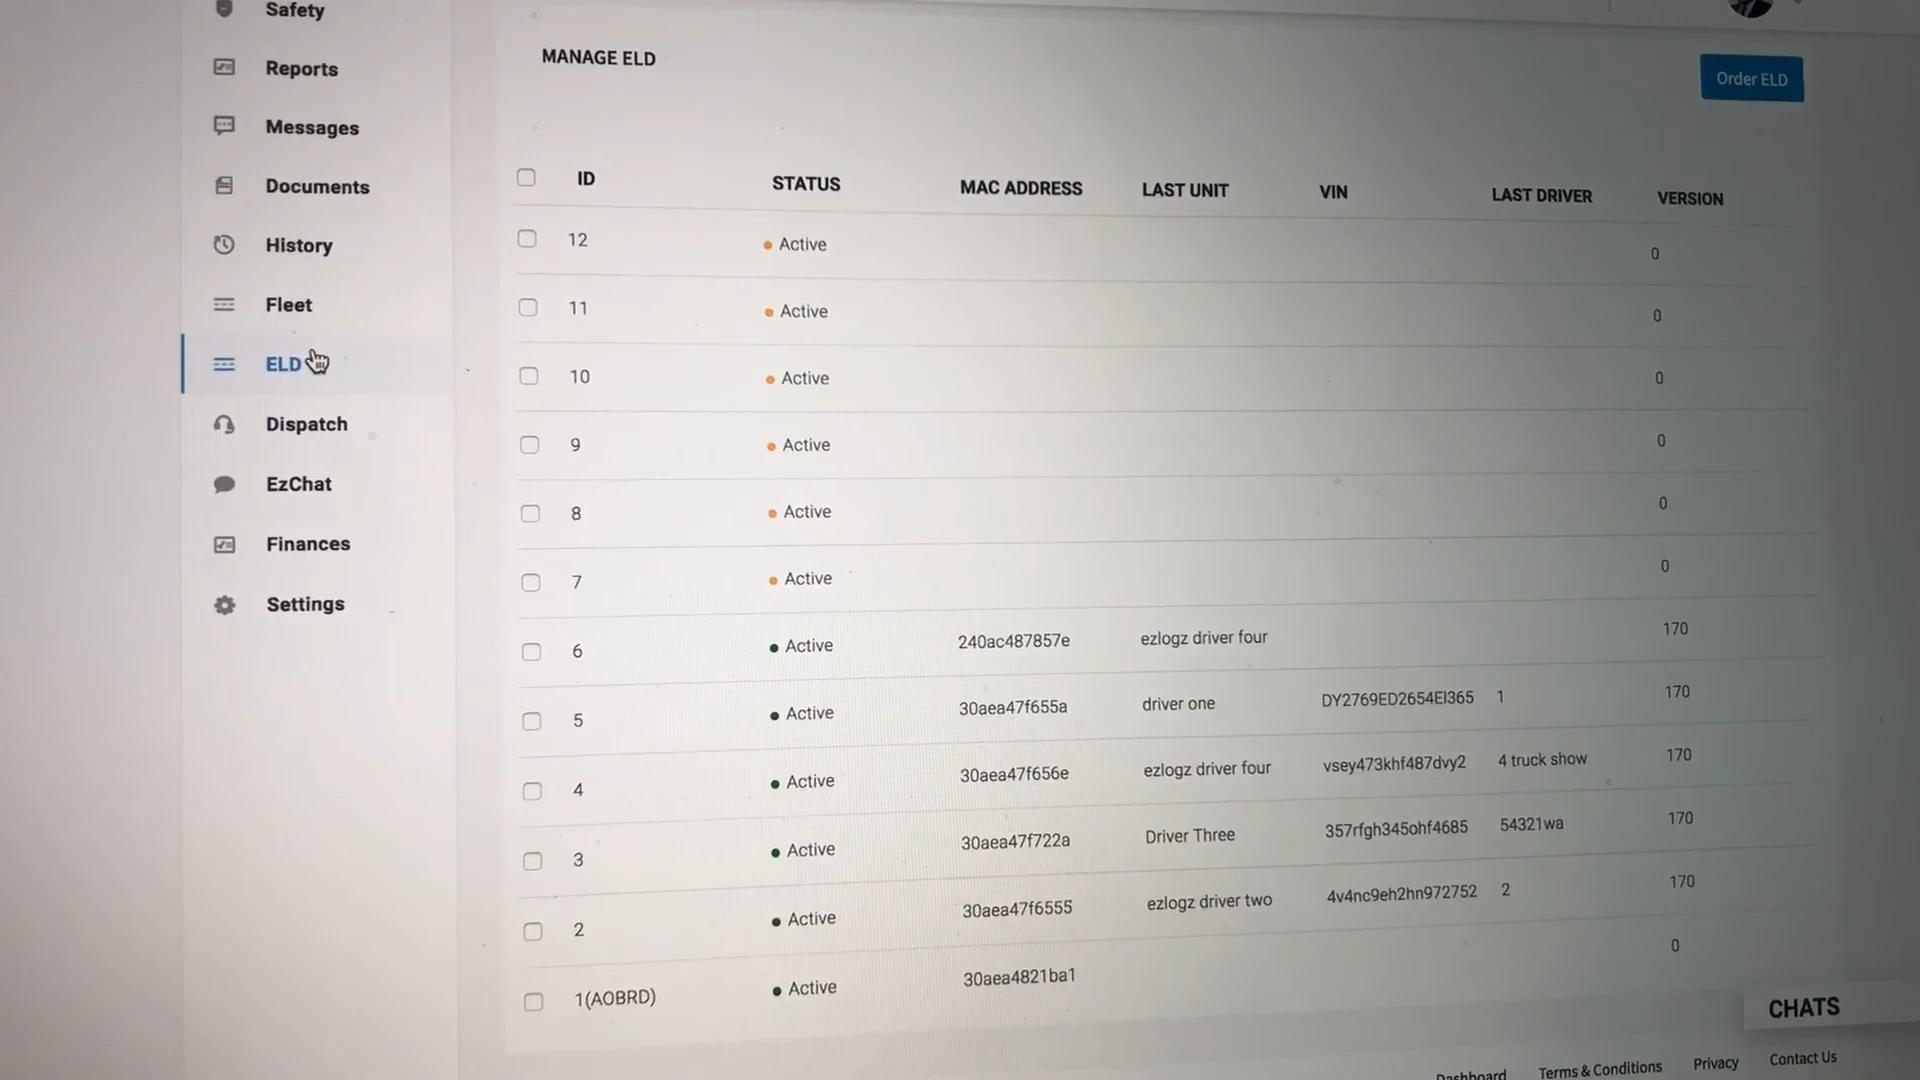 Safety
Reports
Messages
Documents
History
Fleet
ELD
Dispatch
EzChat
Finances
Settings
MANAGE ELD
Order ELD
ID STATUS MAC ADDRESS LAST UNIT VIN LAST DRIVER VERSION
12 Active 0
11 Active 0
10 Active 0
9 Active 0
8 Active 0
7 Active 0
6 Active 240ac487857e ezlogz driver four 170
5 Active 30aea47f655a driver one DY2769ED2654EI365 1 170
4 Active 30aea47f656e ezlogz driver four vsey473khf487dvy2 4 truck show 170
3 Active 30aea47f722a Driver Three 357rfgh345ohf4685 54321wa 170
2 Active 30aea47f6555 ezlogz driver two 4v4nc9eh2hn972752 2 170
1(AOBRD) Active 30aea4821ba1 0
CHATS
Dashboard Terms & Conditions Privacy Contact Us